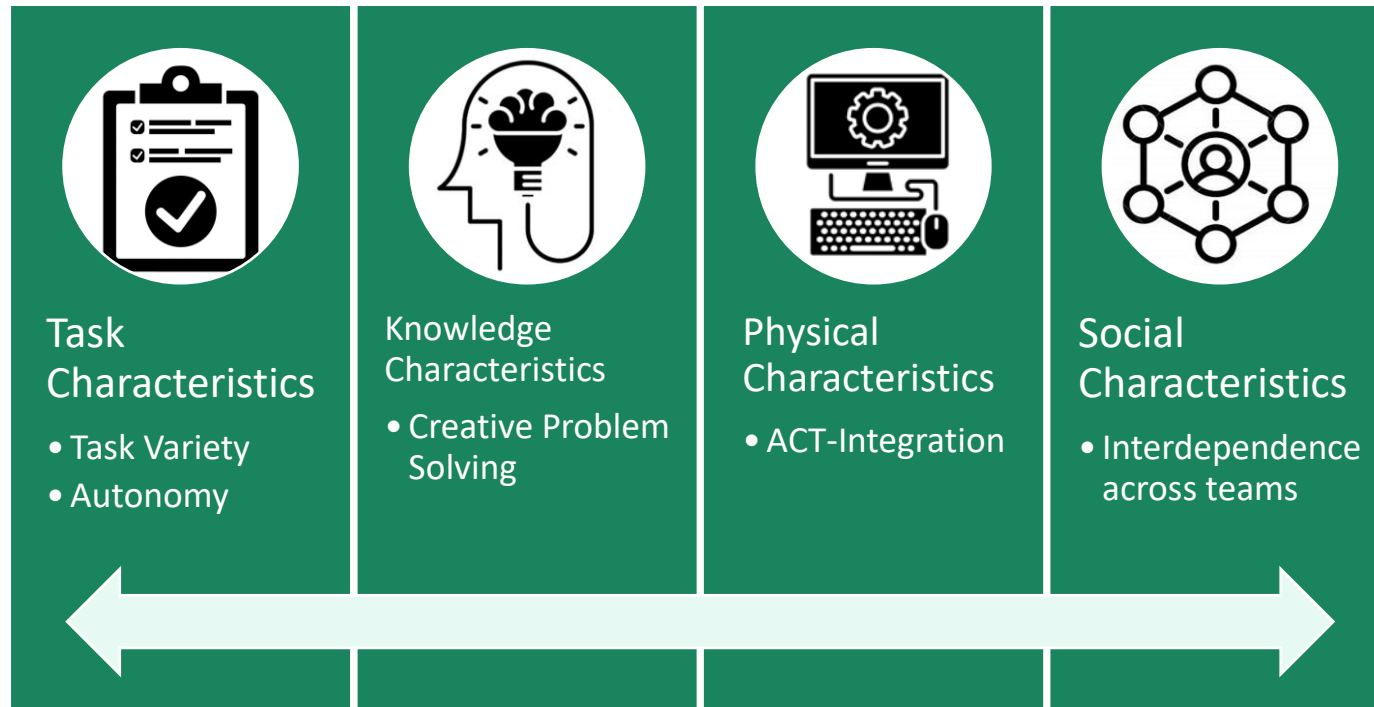 Task
Characteristics
• Task Variety
• Autonomy
Knowledge
Characteristics
• Creative Problem
Solving
Physical
Characteristics
• ACT-Integration
Social
Characteristics
• Interdependence
across teams